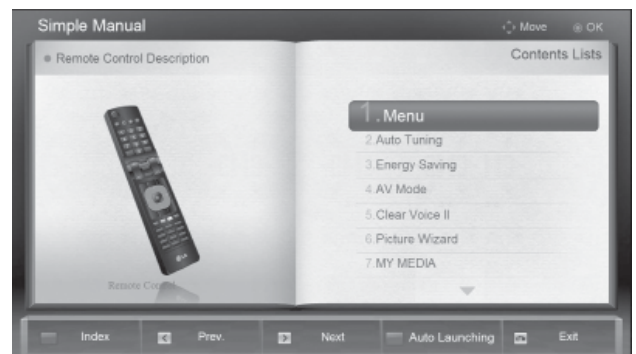 Simple Manual
Move OK
Remote Control Description
Contents Lists
1. Menu
2.Auto Tuning
3.Energy Saving
4.AV Mode
5.Clear Voice II
6.Picture Wizard
7.MY MEDIA
LG
Remote Control
Index Prev. Next Auto Launching Exit